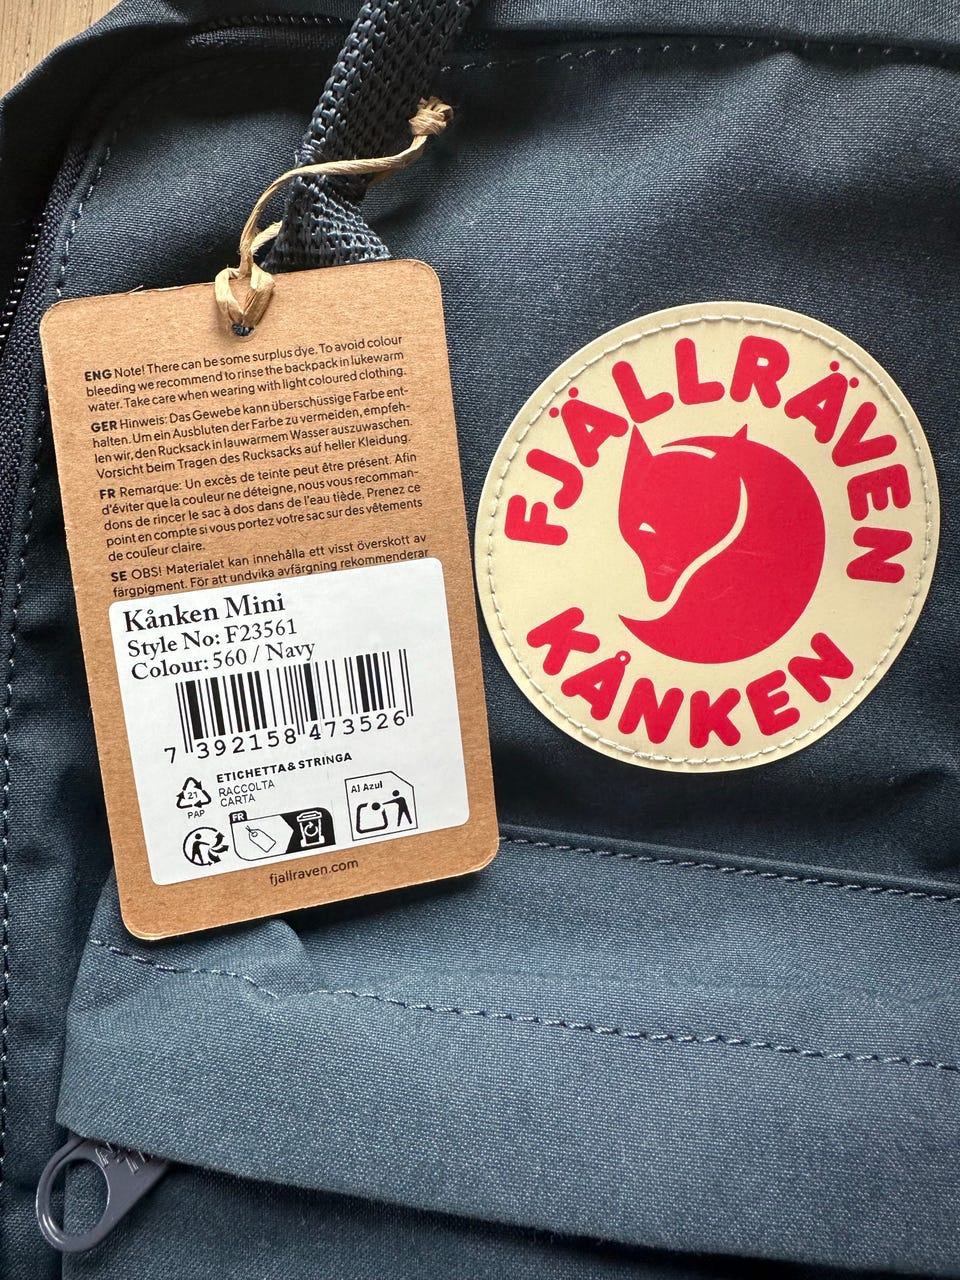 ENG Note! There can be some surplus dye. To avoid colour
bleeding we recommend to rinse the backpack in lukewarm
water. Take care when wearing with light coloured clothing.
GER Hinweis: Das Gewebe kann überschüssige Farbe ent-
halten. Um ein Ausbluten der Farbe zu vermeiden, empfeh-
len wir, den Rucksack in lauwarmem Wasser auszuwaschen.
Vorsicht beim Tragen des Rucksacks auf heller Kleidung.
FR Remarque: Un excès de teinte peut être présent. Afin
d'éviter que la couleur ne déteigne, nous vous recomman-
dons de rincer le sac à dos dans de l'eau tiède. Prenez ce
point en compte si vous portez votre sac sur des vêtements
de couleur claire.
SE OBS! Materialet kan innehålla ett visst överskott av
färgpigment. För att undvika avfärgning rekommenderar
Kånken Mini
Style No: F23561
Colour: 560 / Navy
7 392158 473526
21
PAP
ETICHETTA & STRINGA
RACCOLTA
CARTA
FR
Al Azul
fjallraven.com
FJÄLLRÄVEN
KÅNKEN